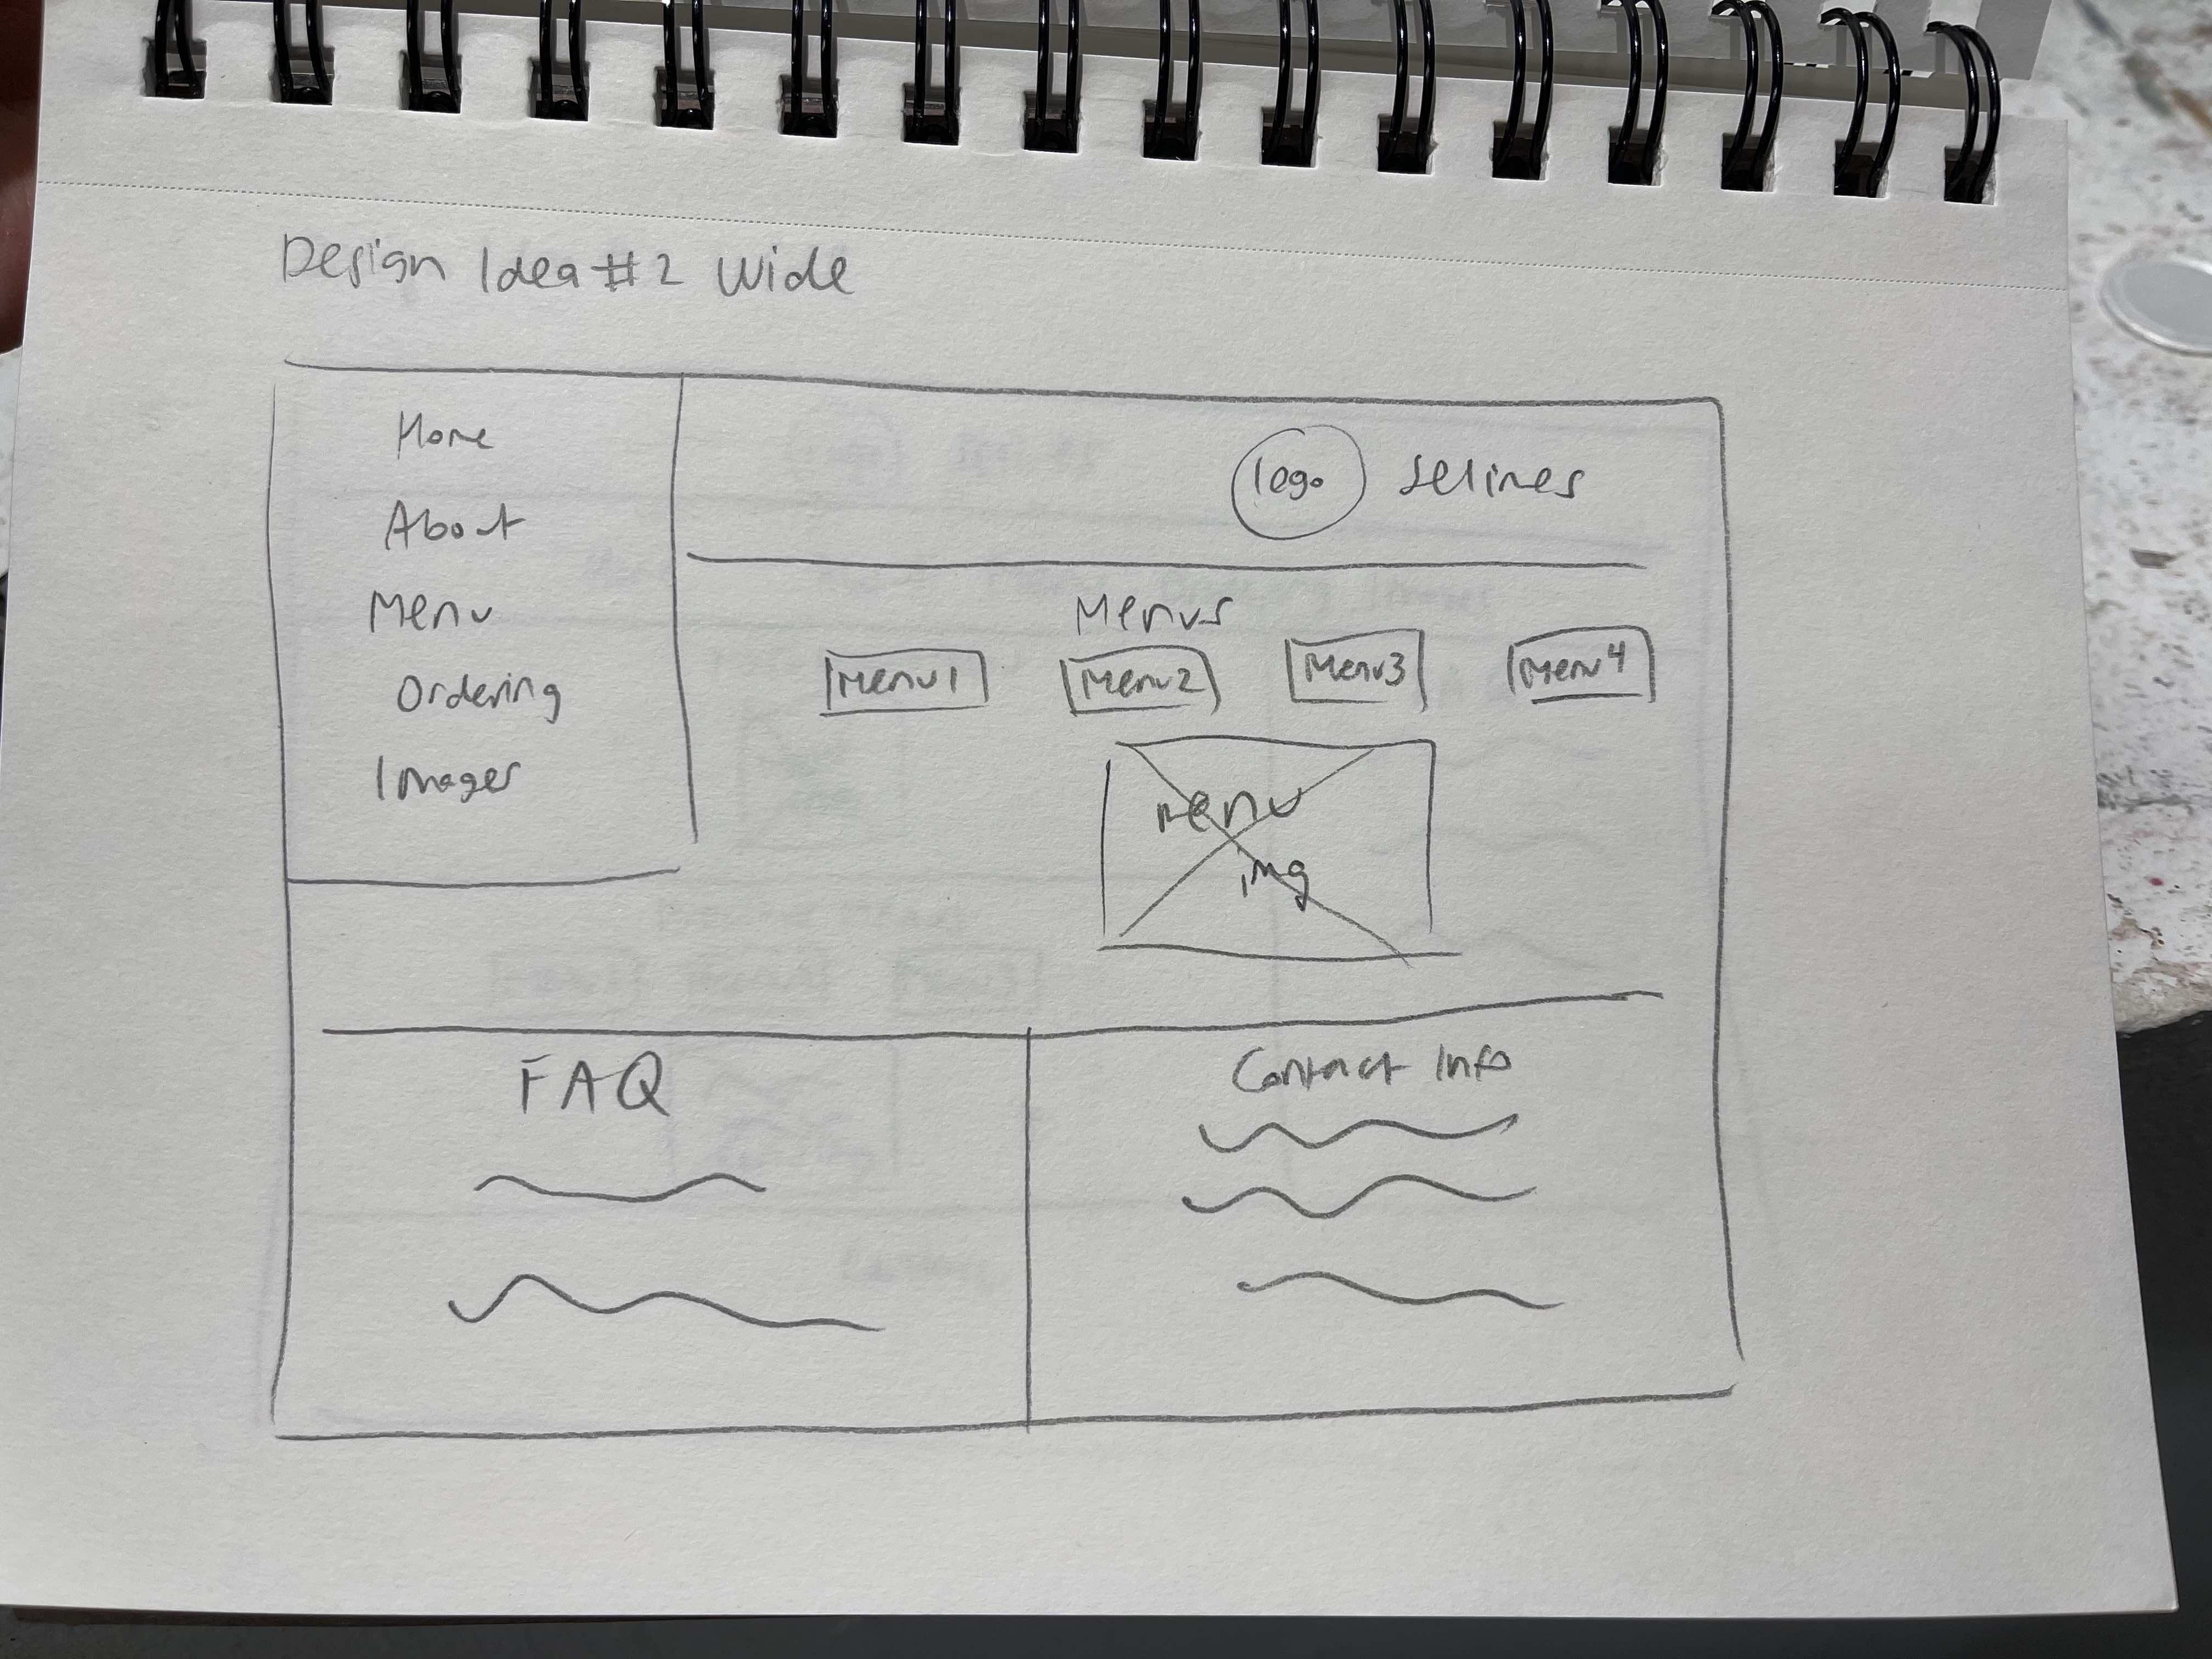 Design Idea #2 Wide
Home
About
Menu
Ordering
Images
logo
Selines
Menus
Menu1
Menu2
Menu3
Menu4
menu
img
FAQ
Contact Info